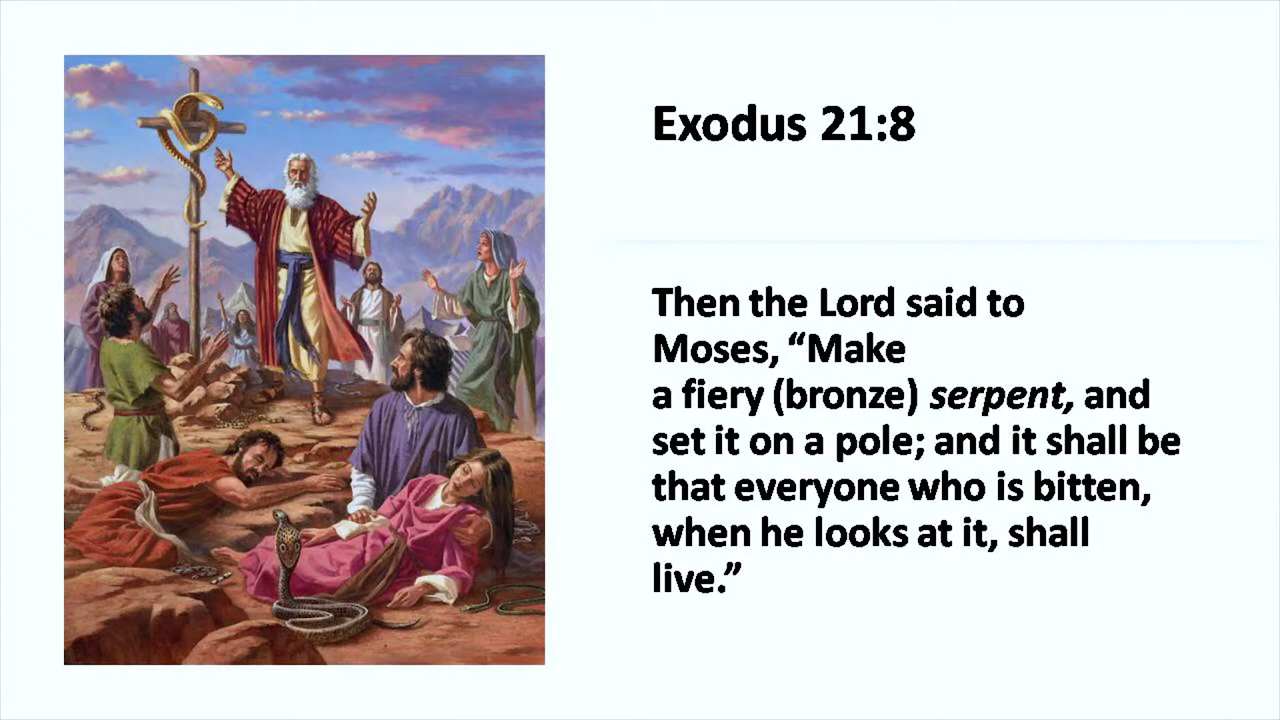 Exodus 21:8
Then the Lord said to
Moses, “Make
a fiery (bronze) serpent, and
set it on a pole; and it shall be
that everyone who is bitten,
when he looks at it, shall
live.”